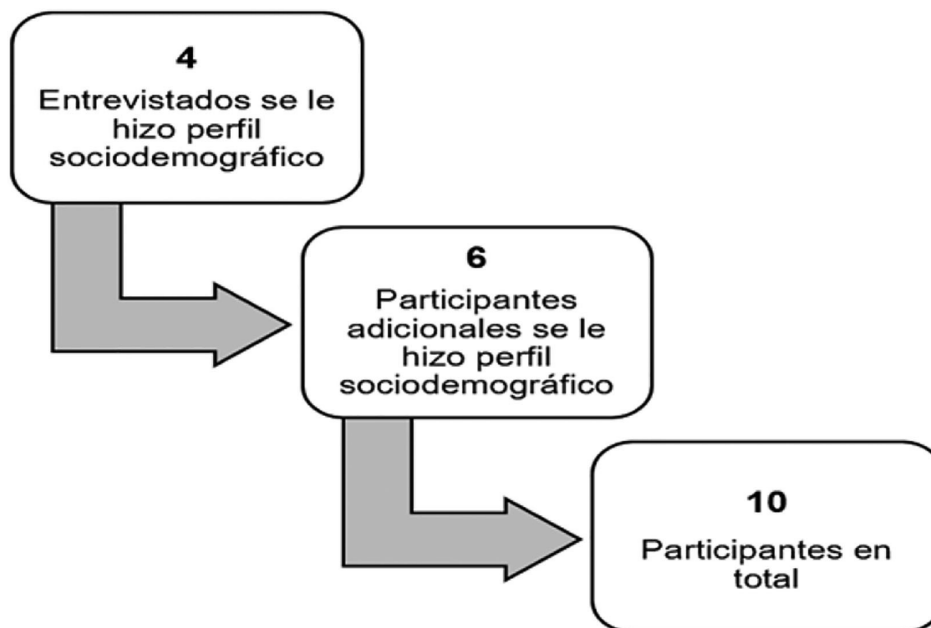 4
Entrevistados se le
hizo perfil
sociodemográfico
6
Participantes
adicionales se le
hizo perfil
sociodemográfico
10
Participantes en
total